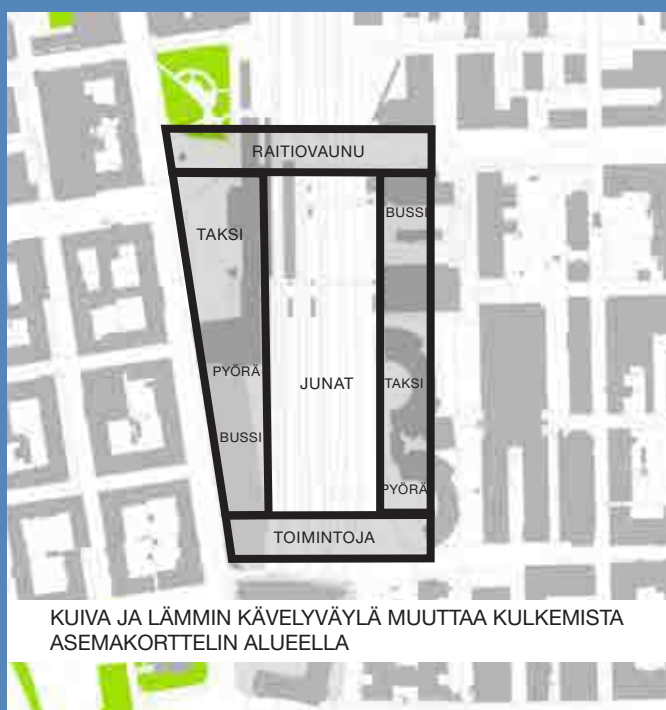 RAITIOVAUNU
BUSSI
TAKSI
PYÖRÄ
JUNAT
TAKSI
BUSSI
PYÖRÄ
TOIMINTOJA
KUIVA JA LÄMMIN KÄVELYVÄYLÄ MUUTTAA KULKEMISTA
ASEMAKORTTELIN ALUEELLA